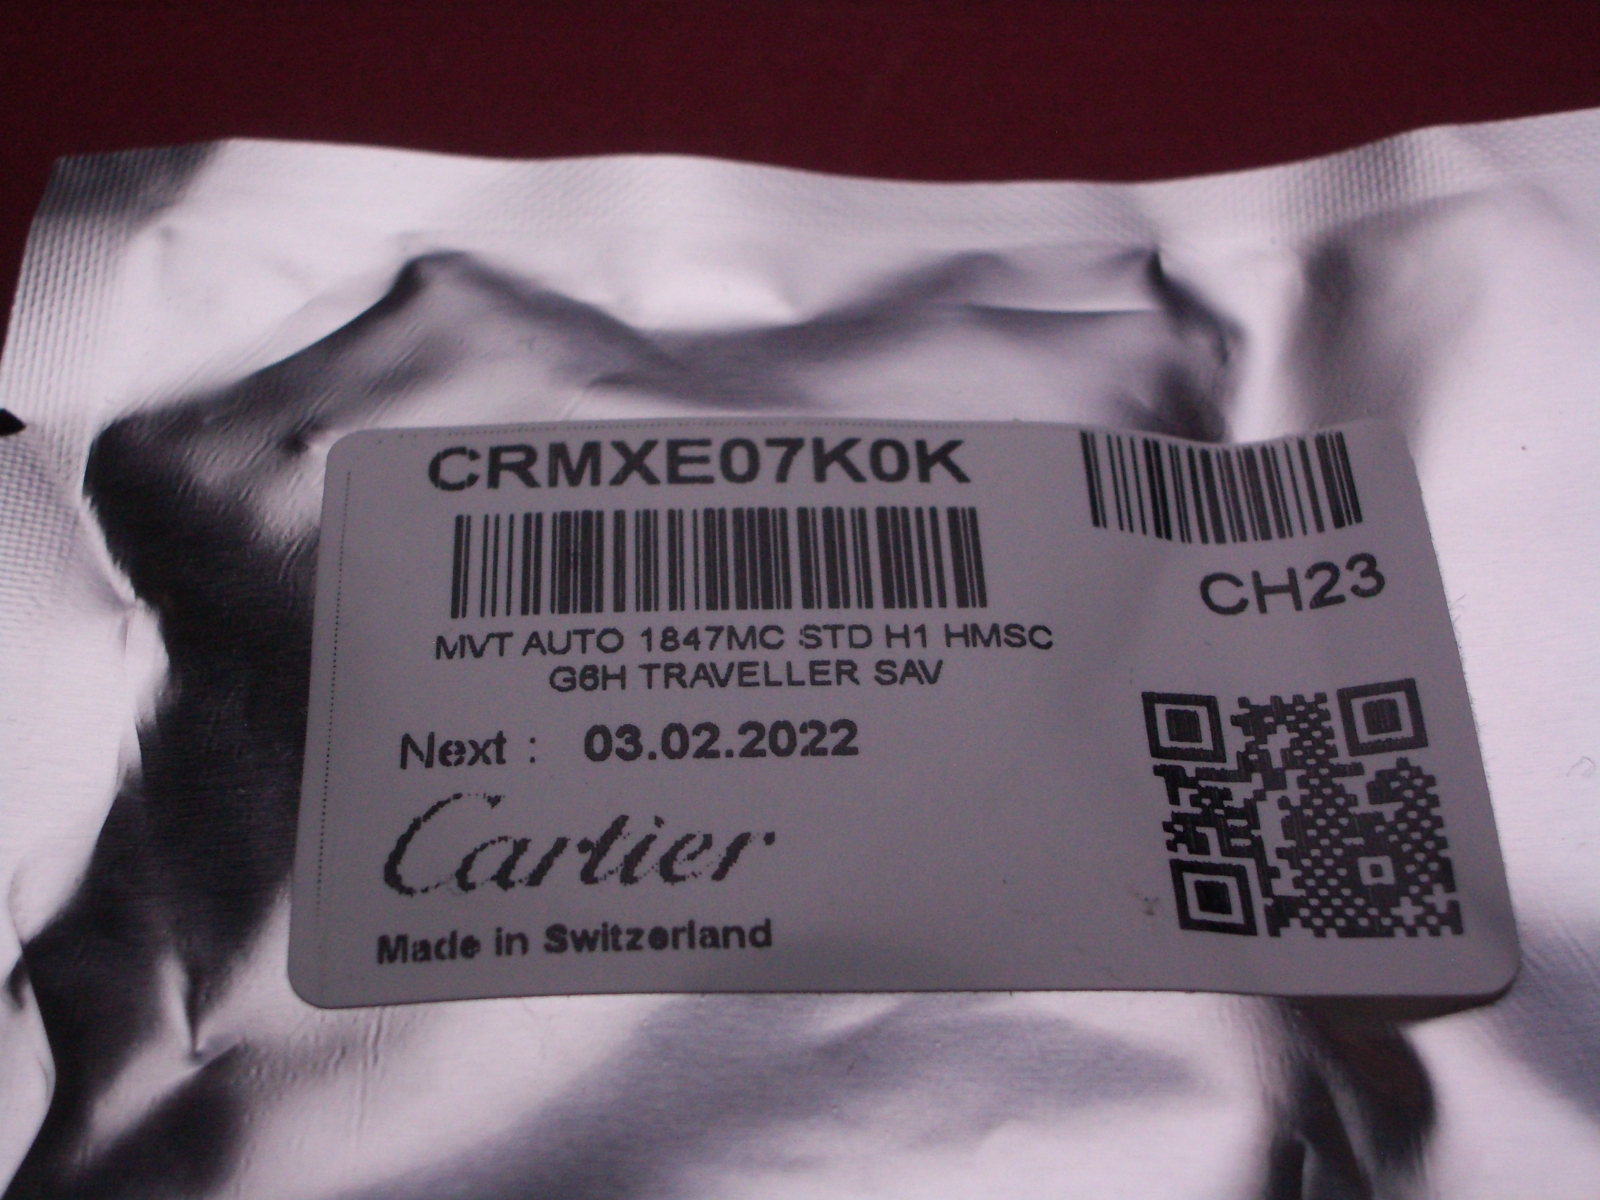 CRMXE07K0K
MVT AUTO 1847MC STD H1 HMSC
G6H TRAVELLER SAV
Next : 03.02.2022
Cartier
Made in Switzerland
CH23